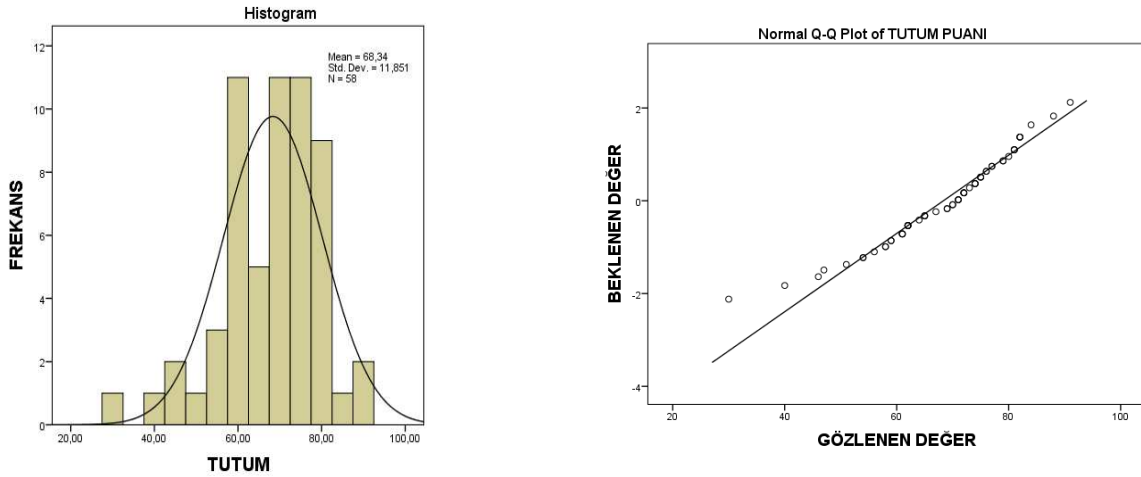 Histogram
Mean = 68,34
Std. Dev. = 11,851
N = 58
12
10
8
6
4
2
0
FREKANS
20,00 40,00 60,00 80,00 100,00
TUTUM
Normal Q-Q Plot of TUTUM PUANI
2
0
-2
-4
BEKLENEN DEĞER
20 40 60 80 100
GÖZLENEN DEĞER